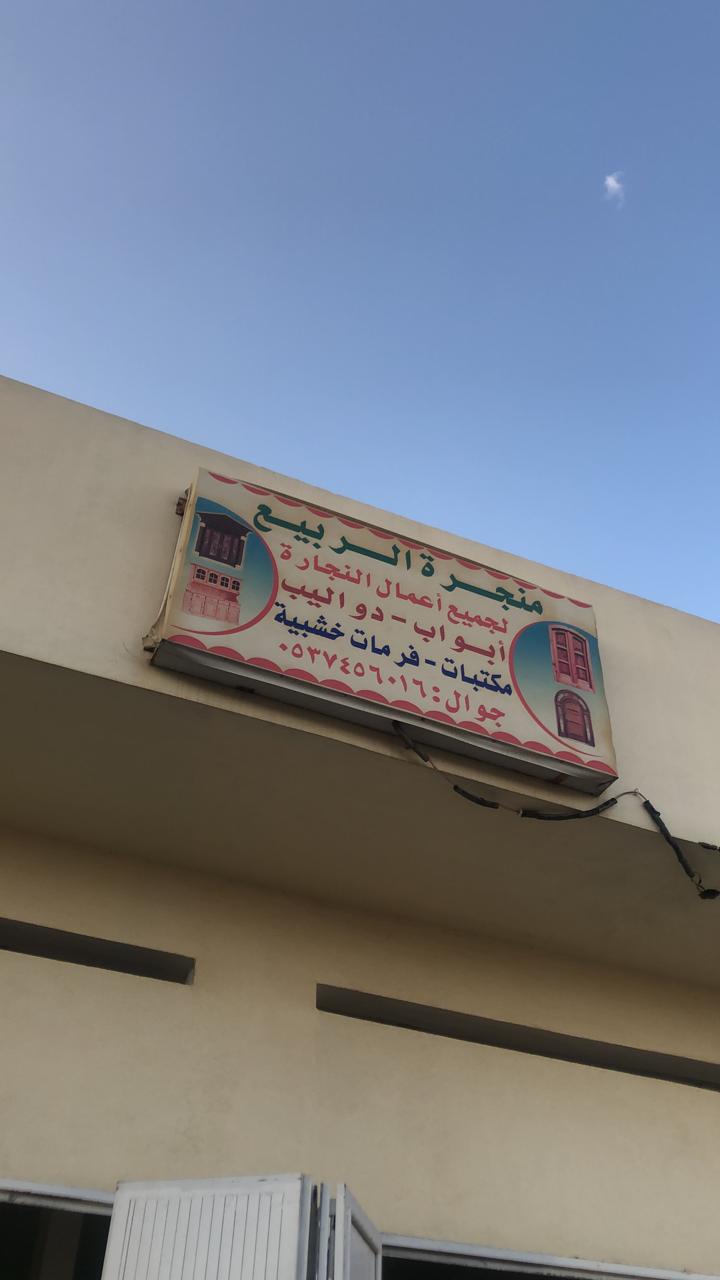 منجرة الربيع
لجميع أعمال النجارة
أبواب - دواليب
مكتبات - فرمات خشبية
جوال : ٠٥٣٧٤٥٦٠١٦